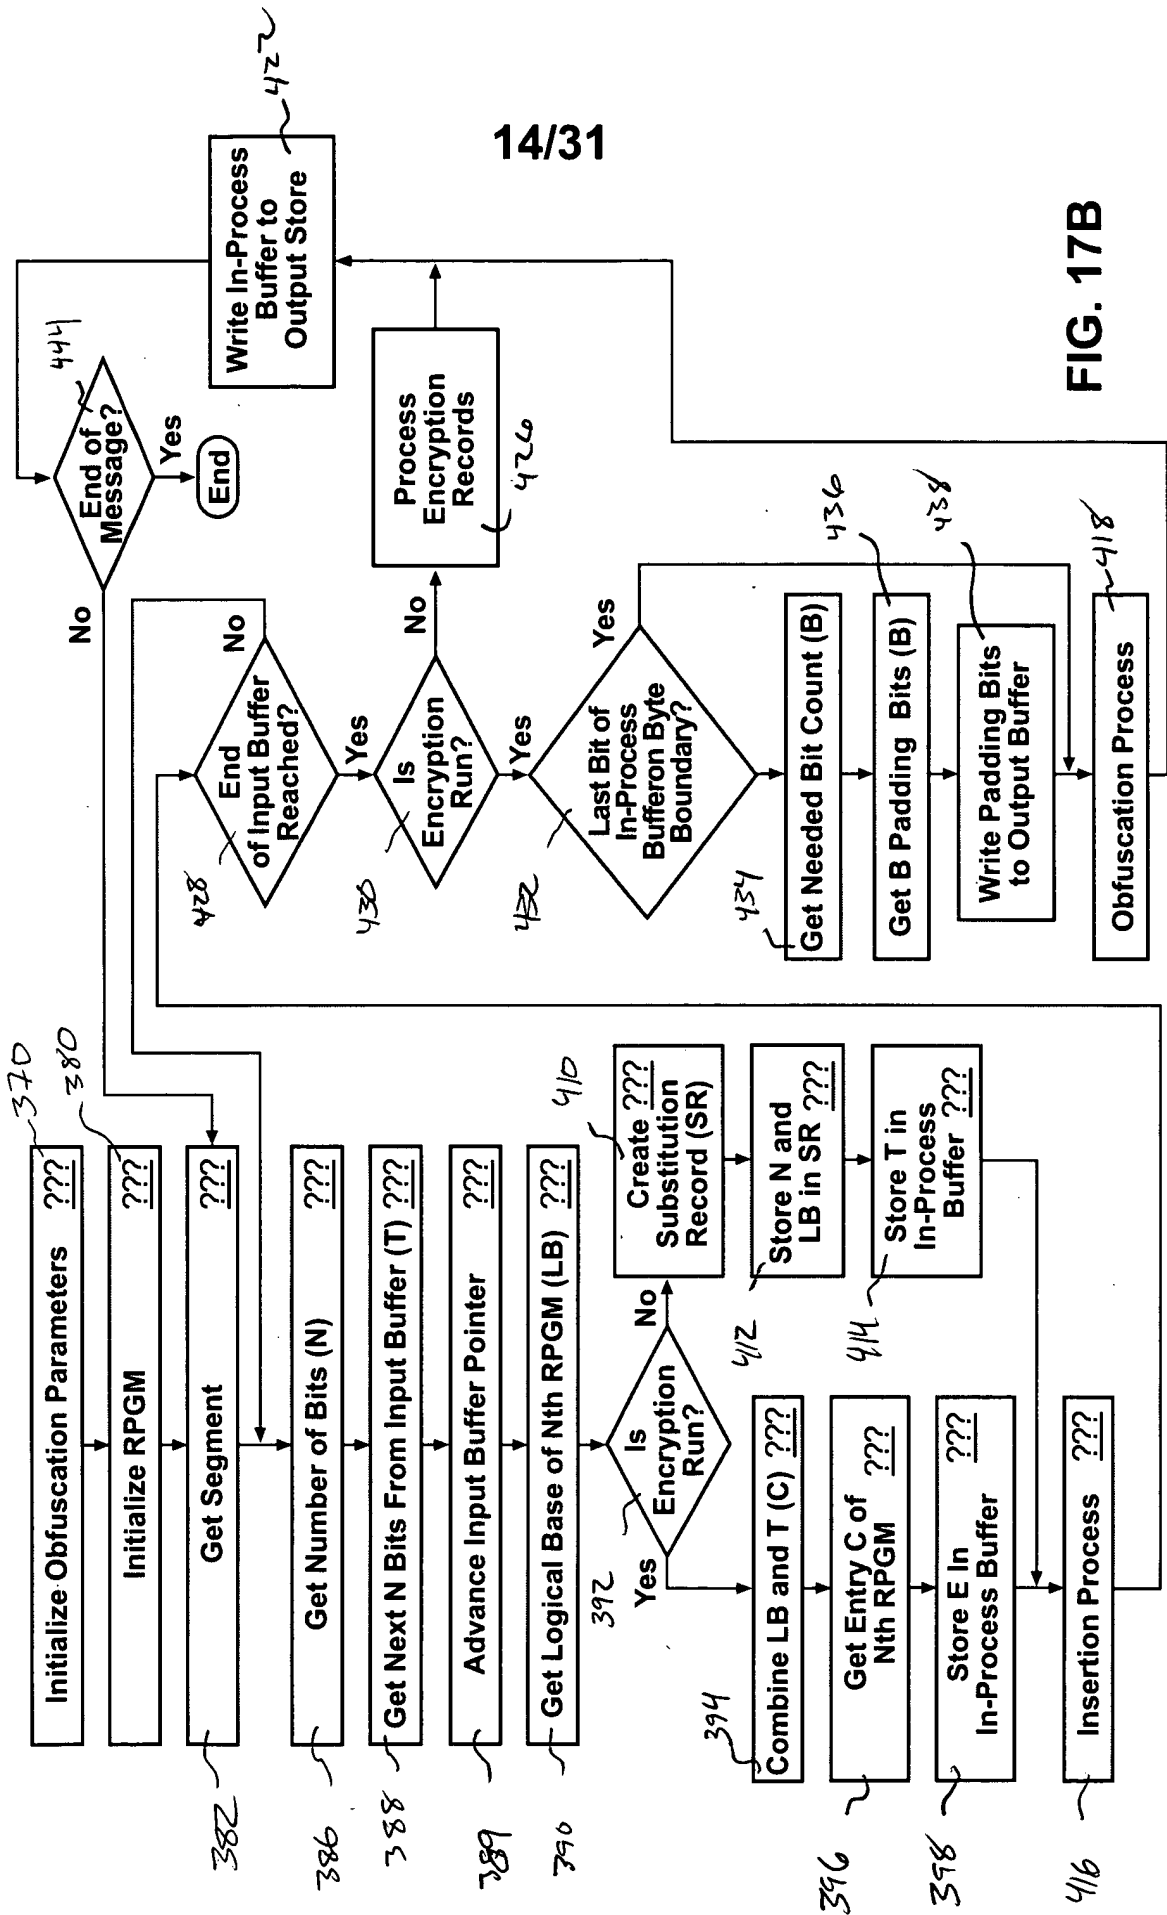 14/31
Initialize Obfuscation Parameters ???
370
Initialize RPGM ???
380
Get Segment ???
382
Get Number of Bits (N) ???
386
Get Next N Bits From Input Buffer (T) ???
388
Advance Input Buffer Pointer
389
Get Logical Base of Nth RPGM (LB) ???
390
Is
Encryption
Run?
392
Yes
No
Combine LB and T (C) ???
394
Get Entry C of
Nth RPGM ???
396
Store E In
In-Process Buffer ???
398
Create ???
Substitution
Record (SR)
410
Store N and
LB in SR ???
412
Store T in
In-Process
Buffer ???
414
Insertion Process ???
416
End
of Input Buffer
Reached?
428
No
Yes
Is
Encryption
Run?
430
No
Yes
Process
Encryption
Records
426
Last Bit of
In-Process
Bufferon Byte
Boundary?
432
Yes
Get Needed Bit Count (B)
434
Get B Padding Bits (B)
436
Write Padding Bits
to Output Buffer
438
Obfuscation Process
418
Write In-Process
Buffer to
Output Store
422
End of
Message?
444
No
Yes
End
FIG. 17B